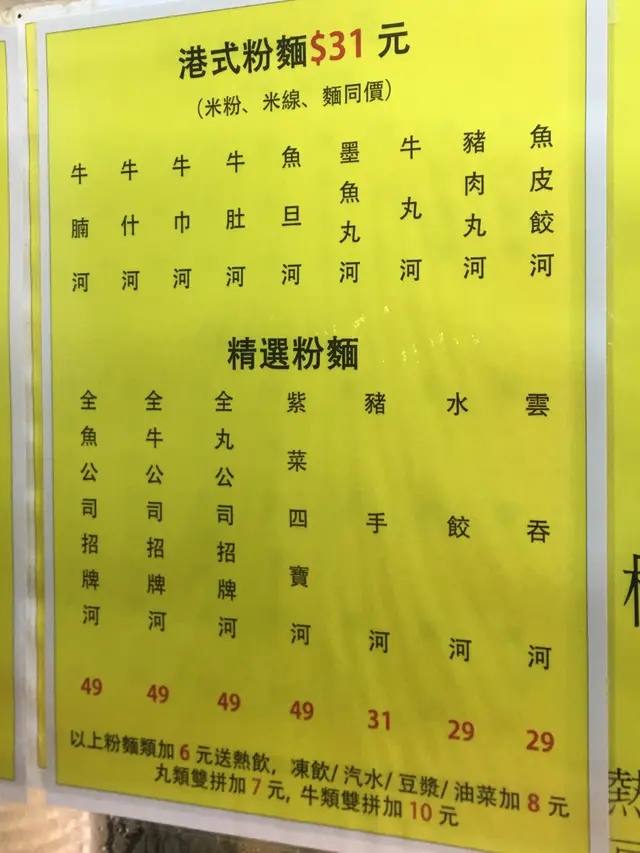 港式粉麵$31 元
(米粉、米線、麵同價)
魚皮餃河
豬肉丸河
牛丸河
墨魚丸河
魚旦河
牛肚河
牛巾河
牛什河
牛腩河
精選粉麵
雲吞河 29
水餃河 29
豬手河 31
紫菜四寶河 49
全丸公司招牌河 49
全牛公司招牌河 49
全魚公司招牌河 49
以上粉麵類加 6 元送熱飲, 凍飲/ 汽水/ 豆漿/ 油菜加 8 元
丸類雙拼加 7 元, 牛類雙拼加 10 元
熱